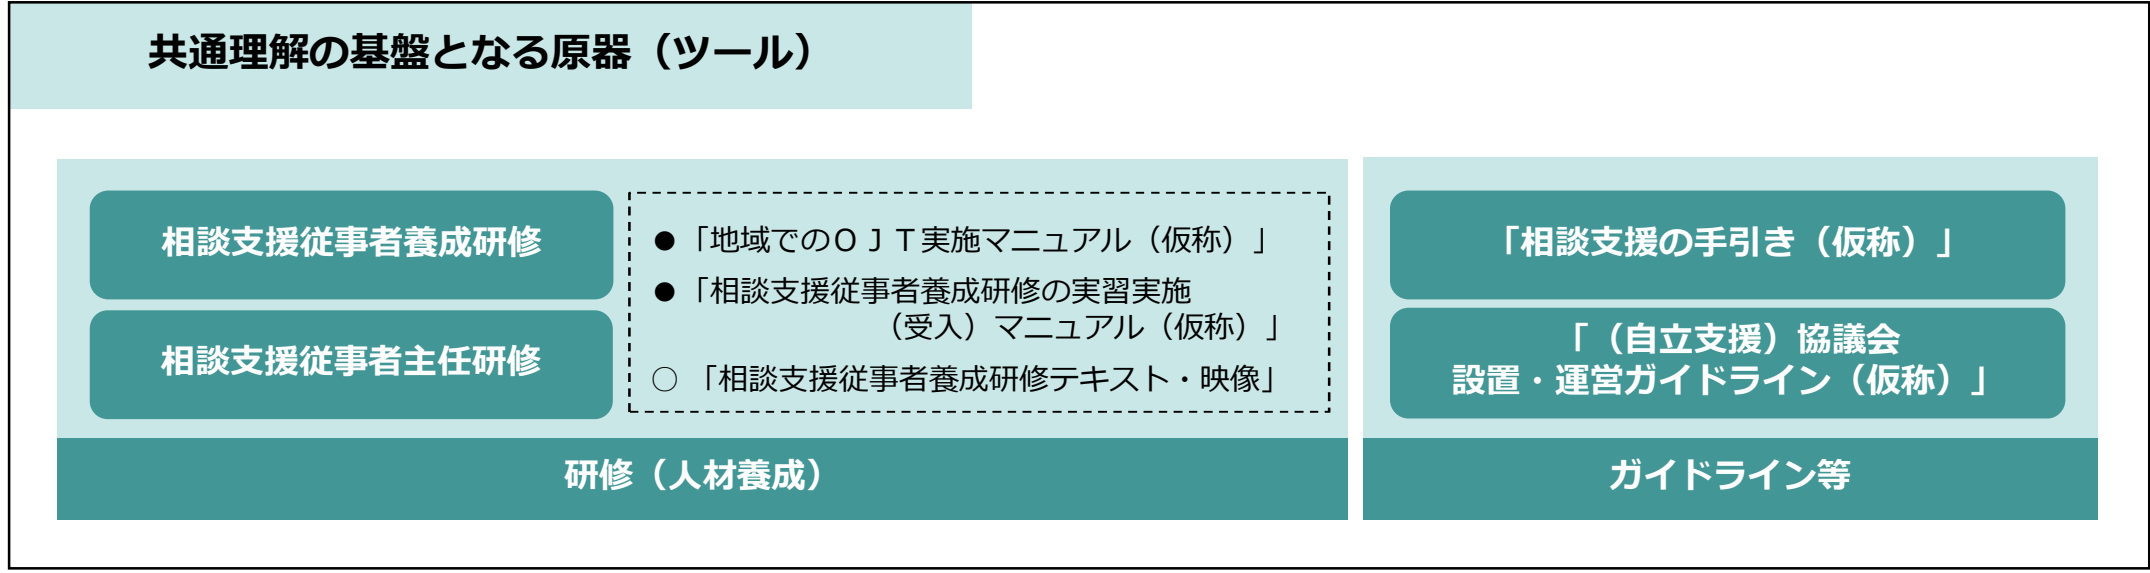 共通理解の基盤となる原器（ツール）
相談支援従事者養成研修
相談支援従事者主任研修
●「地域でのＯＪＴ実施マニュアル（仮称）」
●「相談支援従事者養成研修の実習実施
（受入）マニュアル（仮称）」
○「相談支援従事者養成研修テキスト・映像」
研修（人材養成）
「相談支援の手引き（仮称）」
「（自立支援）協議会
設置・運営ガイドライン（仮称）」
ガイドライン等